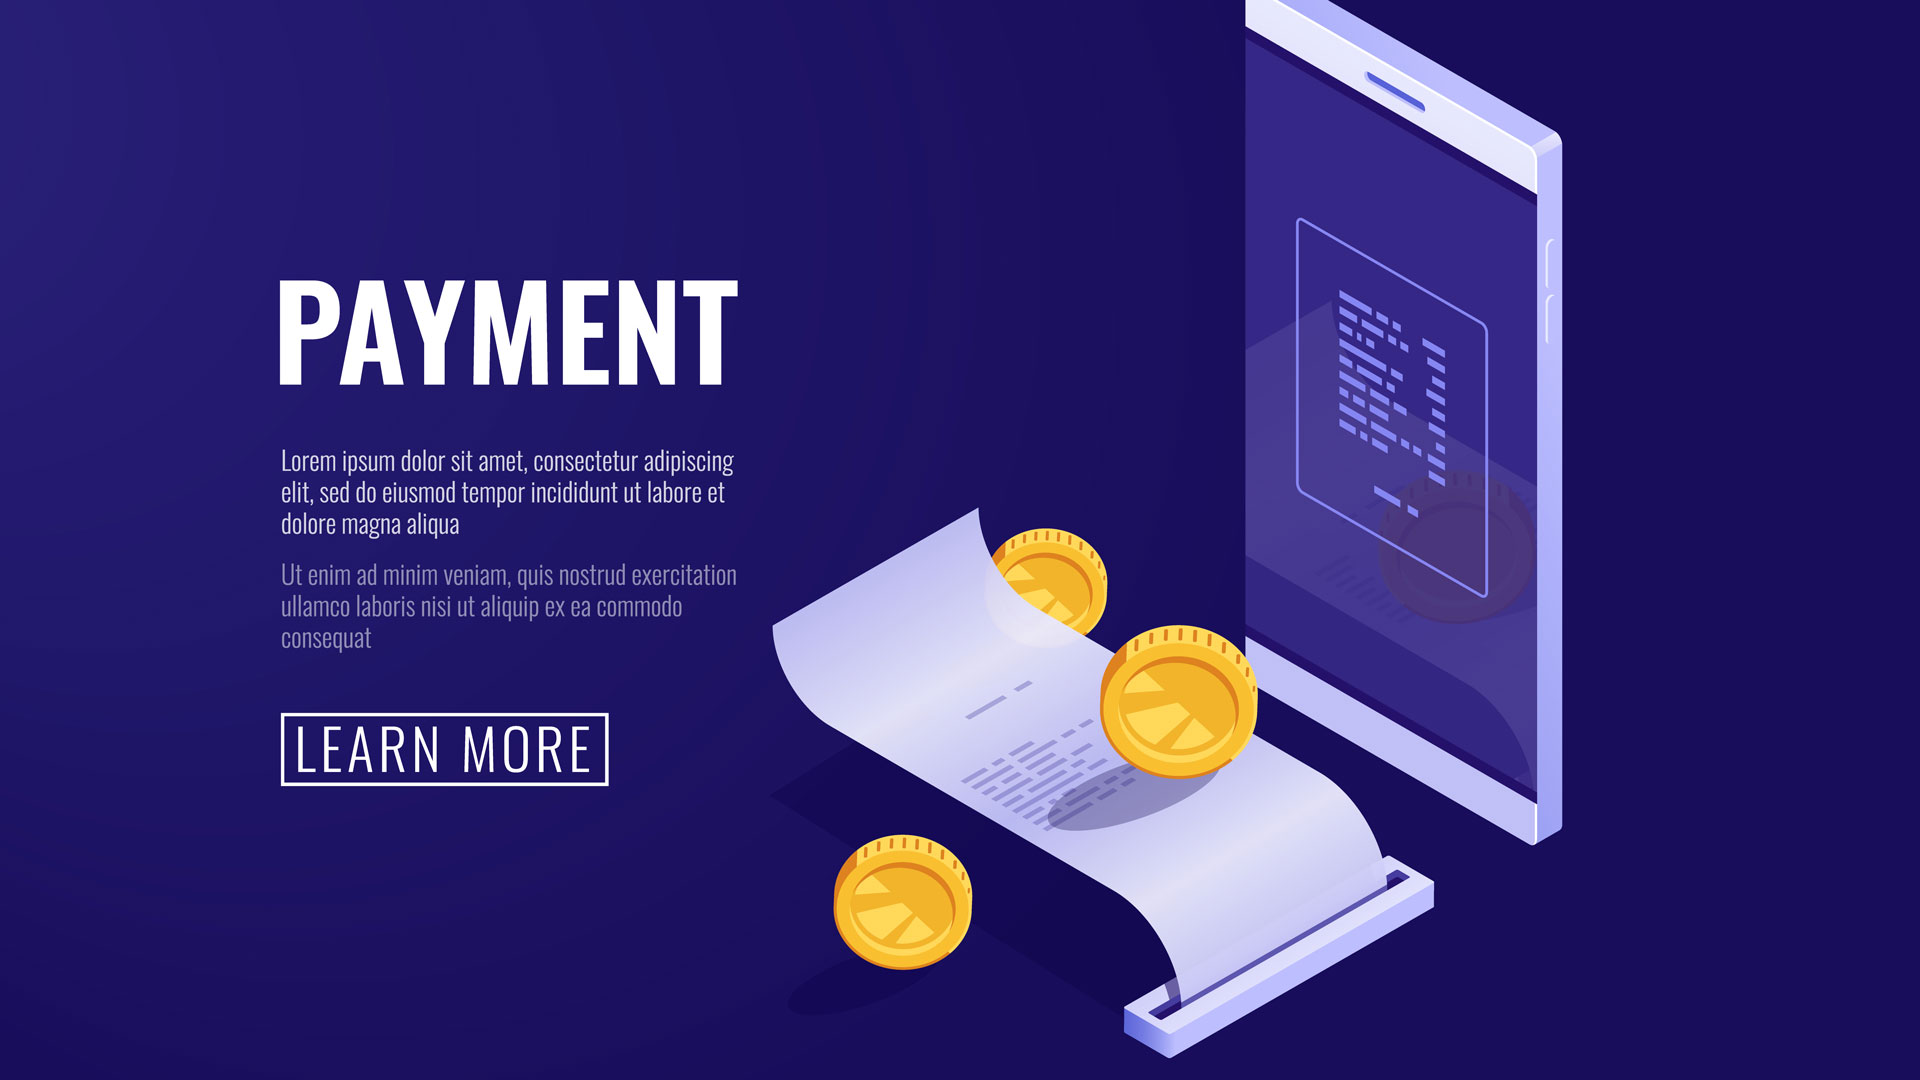 PAYMENT
Lorem ipsum dolor sit amet, consectetur adipiscing
elit, sed do eiusmod tempor incididunt ut labore et
dolore magna aliqua
Ut enim ad minim veniam, quis nostrud exercitation
ullamco laboris nisi ut aliquip ex ea commodo
consequat
LEARN MORE